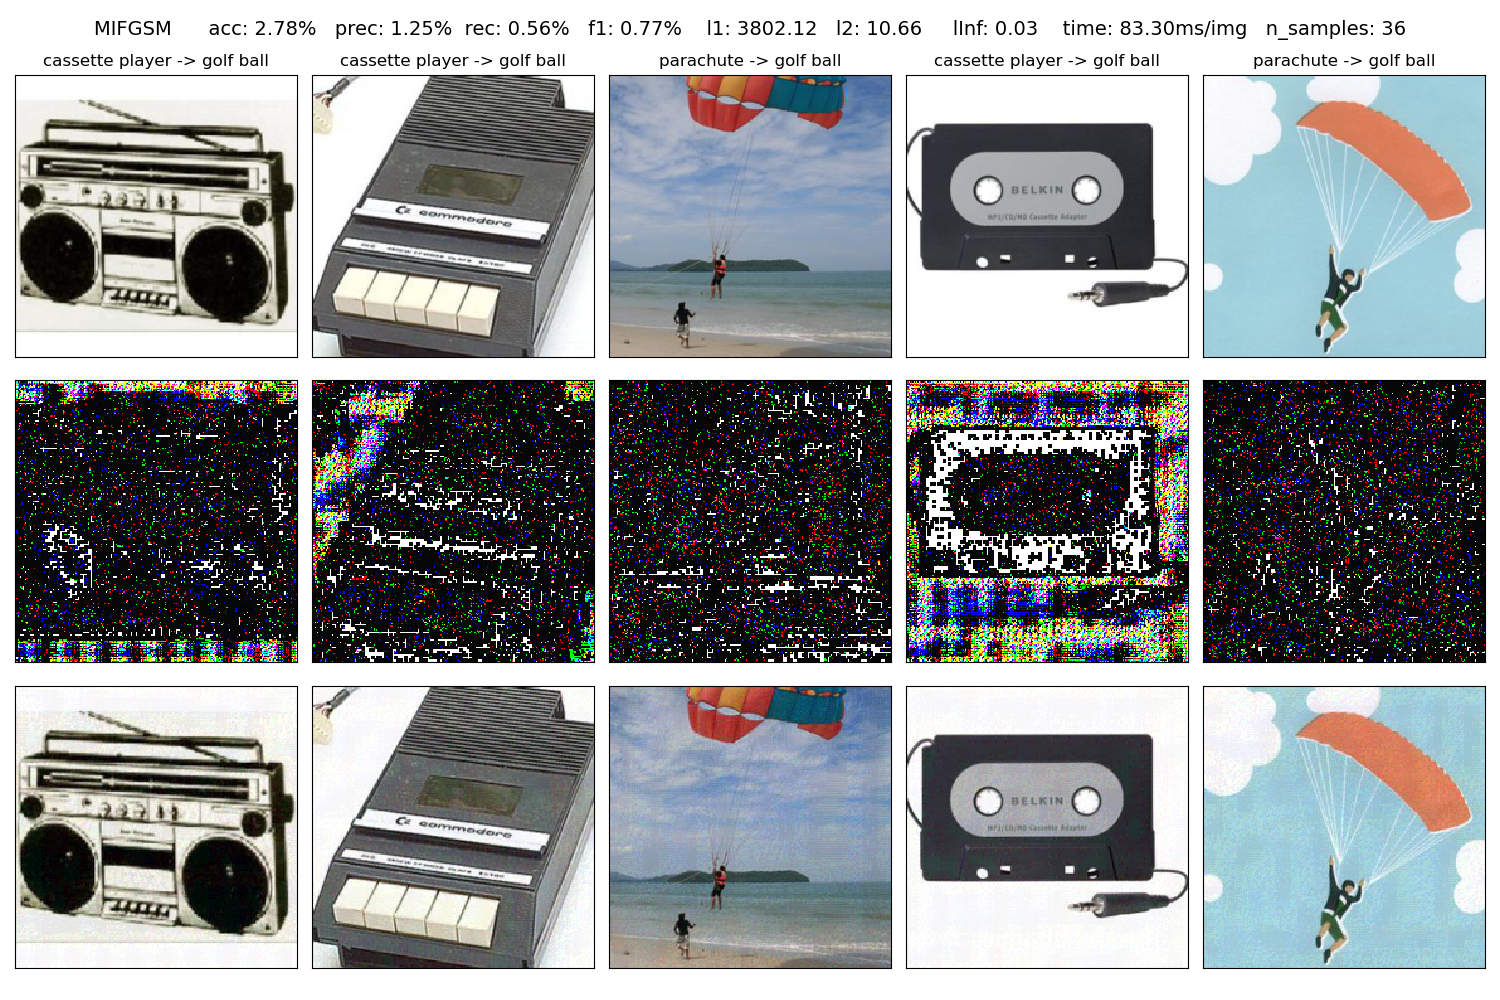 MIFGSM acc: 2.78% prec: 1.25% rec: 0.56% f1: 0.77% l1: 3802.12 l2: 10.66 lInf: 0.03 time: 83.30ms/img n_samples: 36
cassette player -> golf ball
cassette player -> golf ball
parachute -> golf ball
cassette player -> golf ball
parachute -> golf ball
commodore
BELKIN
MP3/CD/MD Cassette Adapter
commodore
BELKIN
MP3/CD/MD Cassette Adapter